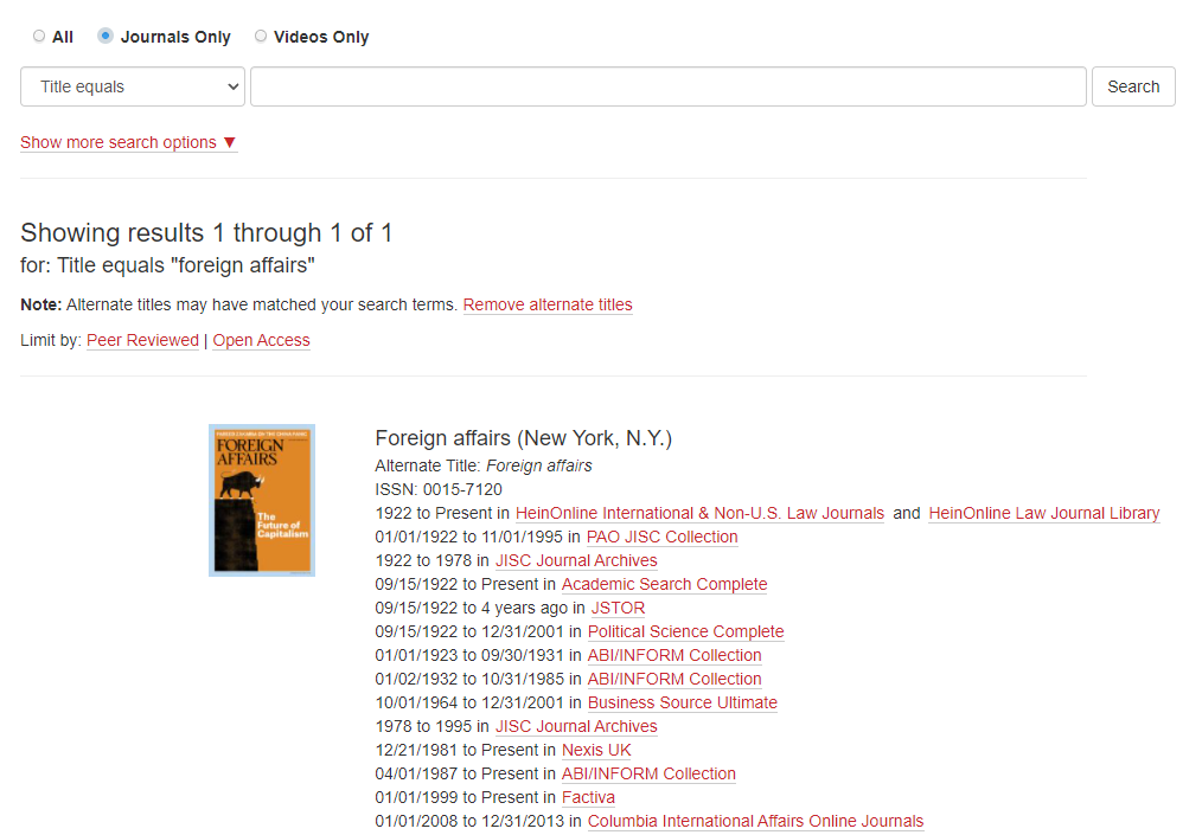 All Journals Only Videos Only
Title equals Search
Show more search options ▼
Showing results 1 through 1 of 1
for: Title equals "foreign affairs"
Note: Alternate titles may have matched your search terms. Remove alternate titles
Limit by: Peer Reviewed | Open Access
FOREIGN
AFFAIRS
The
Future of
Capitalism
Foreign affairs (New York, N.Y.)
Alternate Title: Foreign affairs
ISSN: 0015-7120
1922 to Present in HeinOnline International & Non-U.S. Law Journals and HeinOnline Law Journal Library
01/01/1922 to 11/01/1995 in PAO JISC Collection
1922 to 1978 in JISC Journal Archives
09/15/1922 to Present in Academic Search Complete
09/15/1922 to 4 years ago in JSTOR
09/15/1922 to 12/31/2001 in Political Science Complete
01/01/1923 to 09/30/1931 in ABI/INFORM Collection
01/02/1932 to 10/31/1985 in ABI/INFORM Collection
10/01/1964 to 12/31/2001 in Business Source Ultimate
1978 to 1995 in JISC Journal Archives
12/21/1981 to Present in Nexis UK
04/01/1987 to Present in ABI/INFORM Collection
01/01/1999 to Present in Factiva
01/01/2008 to 12/31/2013 in Columbia International Affairs Online Journals